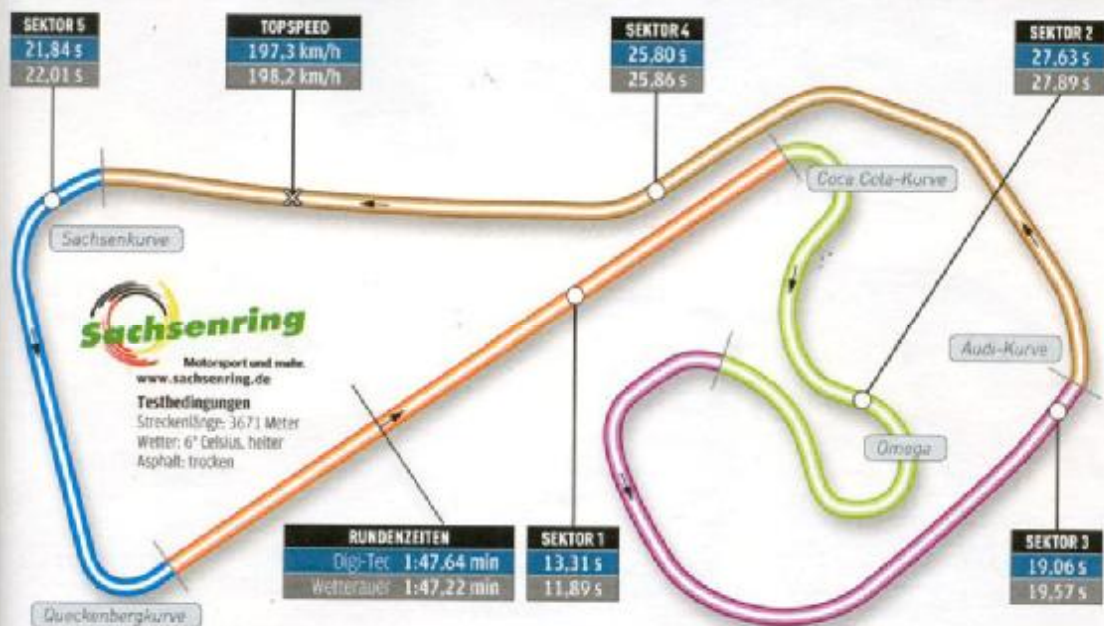 SEKTOR 5
21,84 s
22,01 s
TOPSPEED
197,3 km/h
198,2 km/h
SEKTOR 4
25,80 s
25,86 s
SEKTOR 2
27,63 s
27,89 s
Coca Cola-Kurve
Sachsenkurve
Sachsenring
Motorsport und mehr.
www.sachsenring.de
Testbedingungen
Streckenlänge: 3671 Meter
Wetter: 6° Celsius, heiter
Asphalt: trocken
Audi-Kurve
Omega
RUNDENZEITEN
Digi-Tec 1:47,64 min
Wetterauer 1:47,22 min
SEKTOR 1
13,31 s
11,89 s
SEKTOR 3
19,06 s
19,57 s
Queckenbergkurve